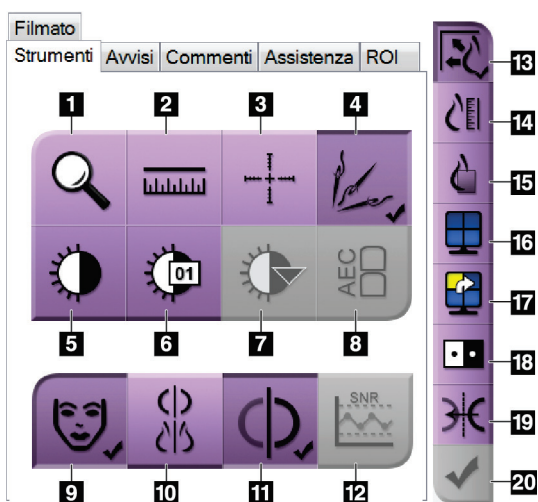 Filmato
Strumenti Avvisi Commenti Assistenza ROI
1 2 3 4
01
AEC
5 6 7 8
SNR
9 10 11 12
13
14
15
16
17
18
19
20